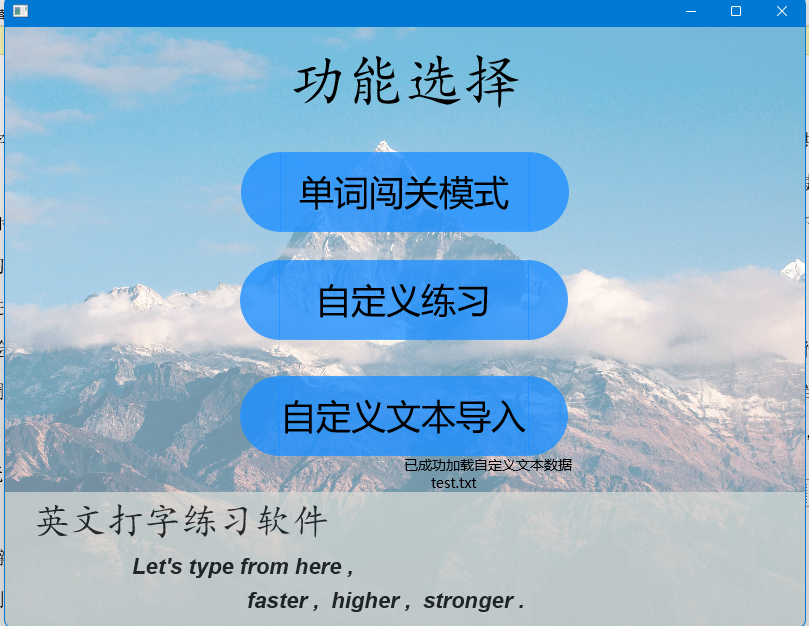 功能选择
单词闯关模式
自定义练习
自定义文本导入
已成功加载自定义文本数据
test.txt
英文打字练习软件
Let's type from here ,
faster , higher , stronger .